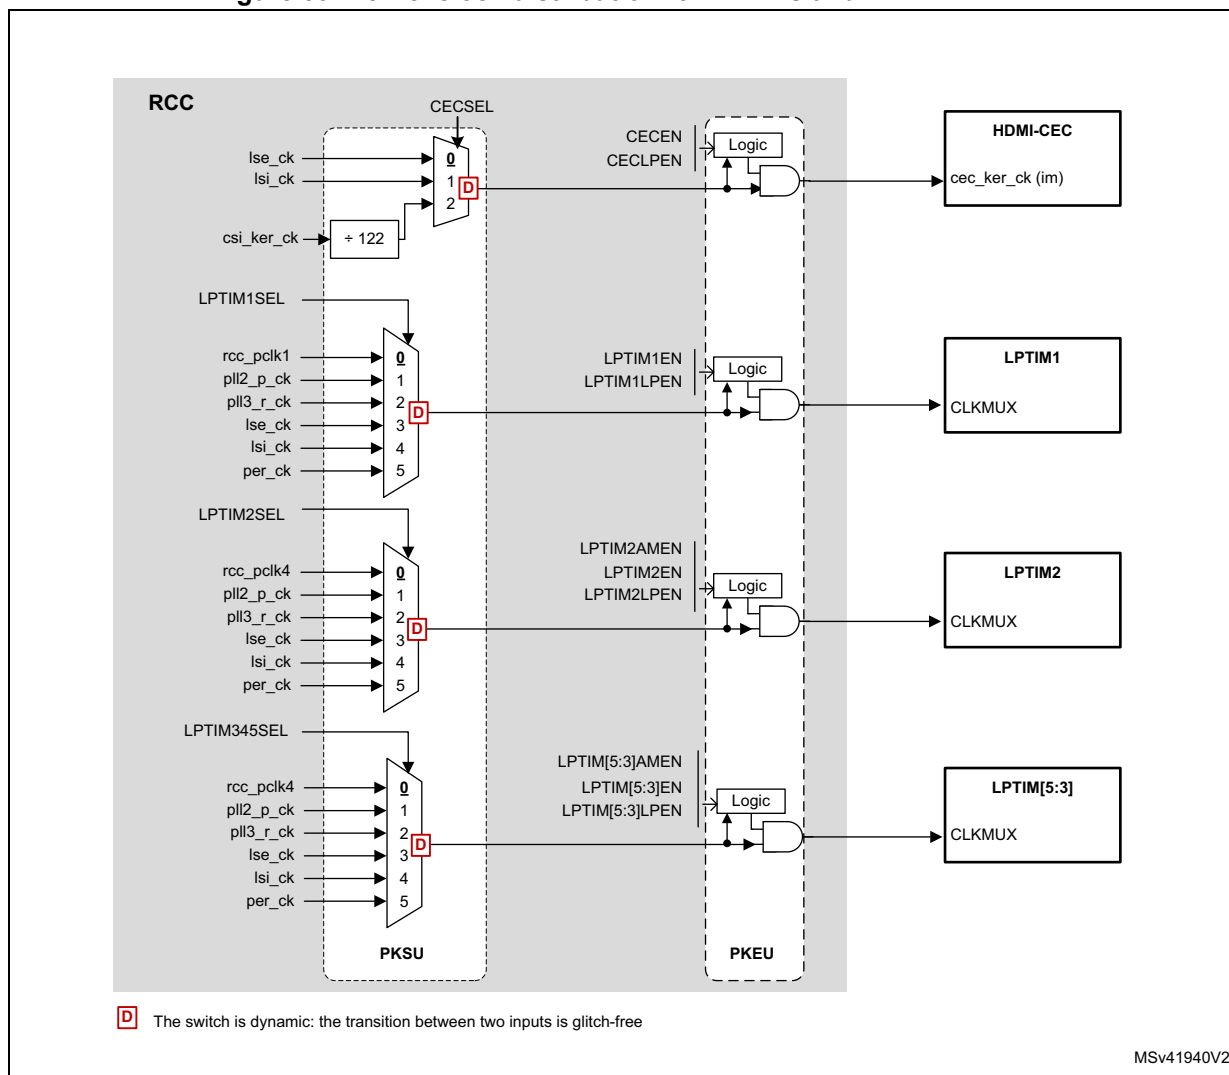 RCC
CECSEL
lse_ck
lsi_ck
csi_ker_ck
÷ 122
0
1
2
D
CECEN
CECLPEN
Logic
HDMI-CEC
cec_ker_ck (im)
LPTIM1SEL
rcc_pclk1
pll2_p_ck
pll3_r_ck
lse_ck
lsi_ck
per_ck
0
1
2
3
4
5
D
LPTIM1EN
LPTIM1LPEN
Logic
LPTIM1
CLKMUX
LPTIM2SEL
rcc_pclk4
pll2_p_ck
pll3_r_ck
lse_ck
lsi_ck
per_ck
0
1
2
3
4
5
D
LPTIM2AMEN
LPTIM2EN
LPTIM2LPEN
Logic
LPTIM2
CLKMUX
LPTIM345SEL
rcc_pclk4
pll2_p_ck
pll3_r_ck
lse_ck
lsi_ck
per_ck
0
1
2
3
4
5
D
LPTIM[5:3]AMEN
LPTIM[5:3]EN
LPTIM[5:3]LPEN
Logic
LPTIM[5:3]
CLKMUX
PKSU
PKEU
D The switch is dynamic: the transition between two inputs is glitch-free
MSv41940V2